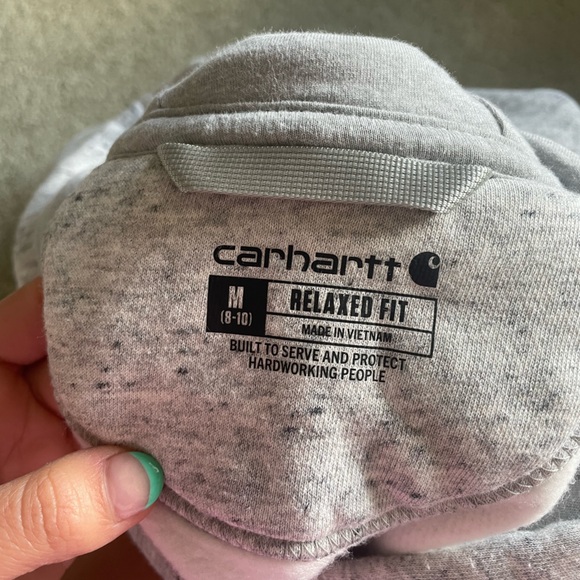 carhartt
M RELAXED FIT
(8-10) MADE IN VIETNAM
BUILT TO SERVE AND PROTECT
HARDWORKING PEOPLE